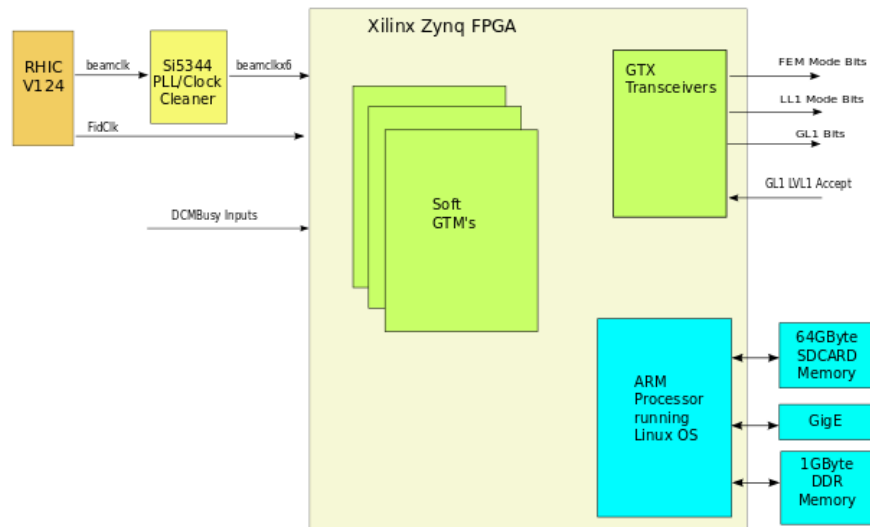 Xilinx Zynq FPGA
RHIC
V124
beamclk
Si5344
PLL/Clock
Cleaner
beamclkx6
FidClk
DCMBusy Inputs
Soft
GTM's
GTX
Transceivers
FEM Mode Bits
LL1 Mode Bits
GL1 Bits
GL1 LVL1 Accept
ARM
Processor
running
Linux OS
64GByte
SDCARD
Memory
GigE
1GByte
DDR
Memory